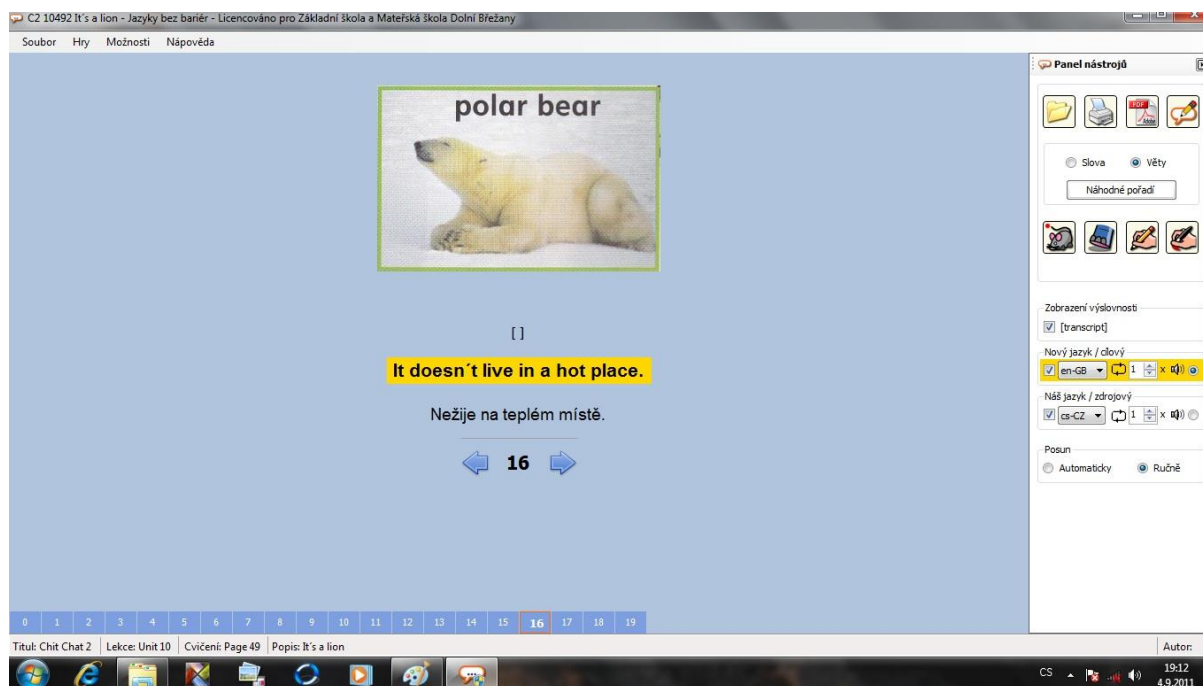 C2 10492 It´s a lion - Jazyky bez bariér - Licencováno pro Základní škola a Mateřská škola Dolní Břežany
Soubor Hry Možnosti Nápověda
polar bear
[ ]
It doesn´t live in a hot place.
Nežije na teplém místě.
16
Panel nástrojů
PDF
Adobe
Slova Věty
Náhodné pořadí
Zobrazení výslovnosti
[transcript]
Nový jazyk / cílový
en-GB 1 x
Náš jazyk / zdrojový
cs-CZ 1 x
Posun
Automaticky Ručně
0 1 2 3 4 5 6 7 8 9 10 11 12 13 14 15 16 17 18 19
Titul: Chit Chat 2 Lekce: Unit 10 Cvičení: Page 49 Popis: It´s a lion Autor:
CS 19:12
4.9.2011